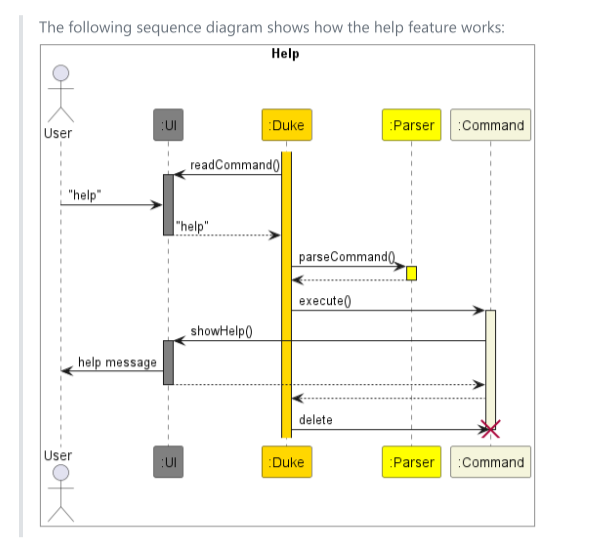 The following sequence diagram shows how the help feature works:
Help
User
:UI
:Duke
:Parser
:Command
readCommand()
"help"
"help"
parseCommand()
execute()
showHelp()
help message
delete
User
:UI
:Duke
:Parser
:Command